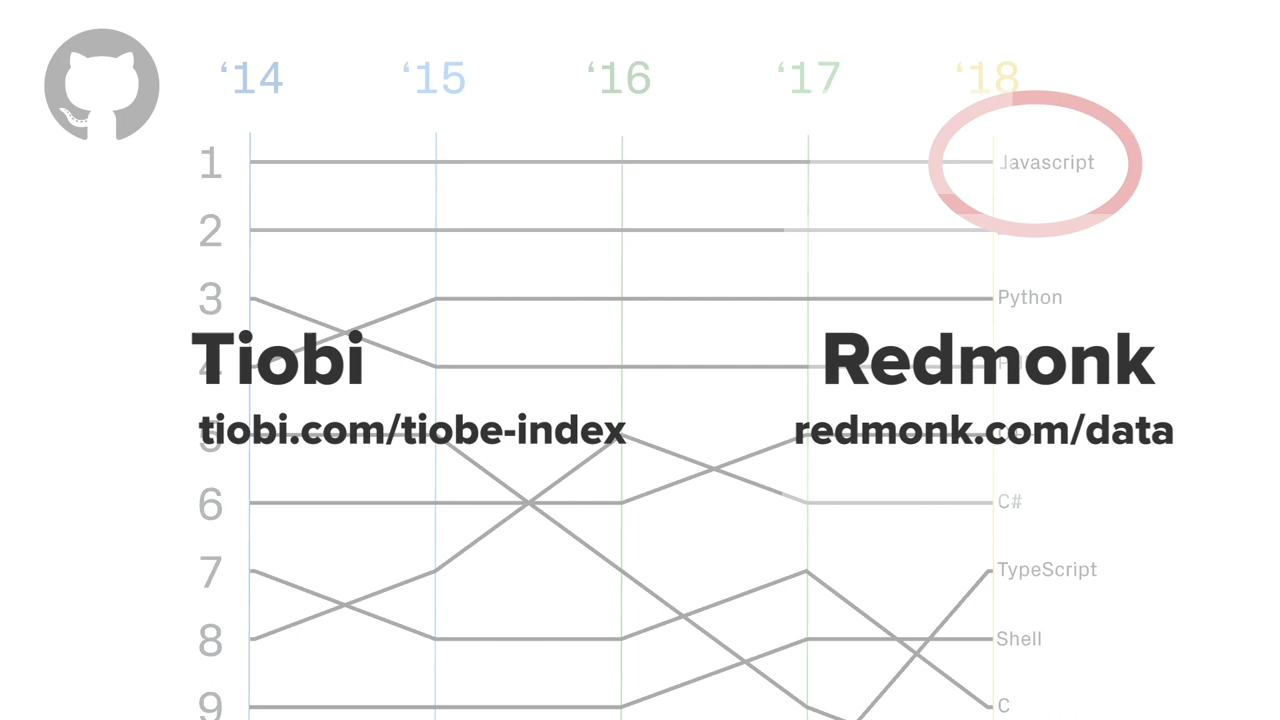 ‘14 ‘15 ‘16 ‘17 ‘18
1 Javascript
2
3 Python
4
Tiobi Redmonk
tiobi.com/tiobe-index redmonk.com/data
6 C#
7 TypeScript
8 Shell
9 C